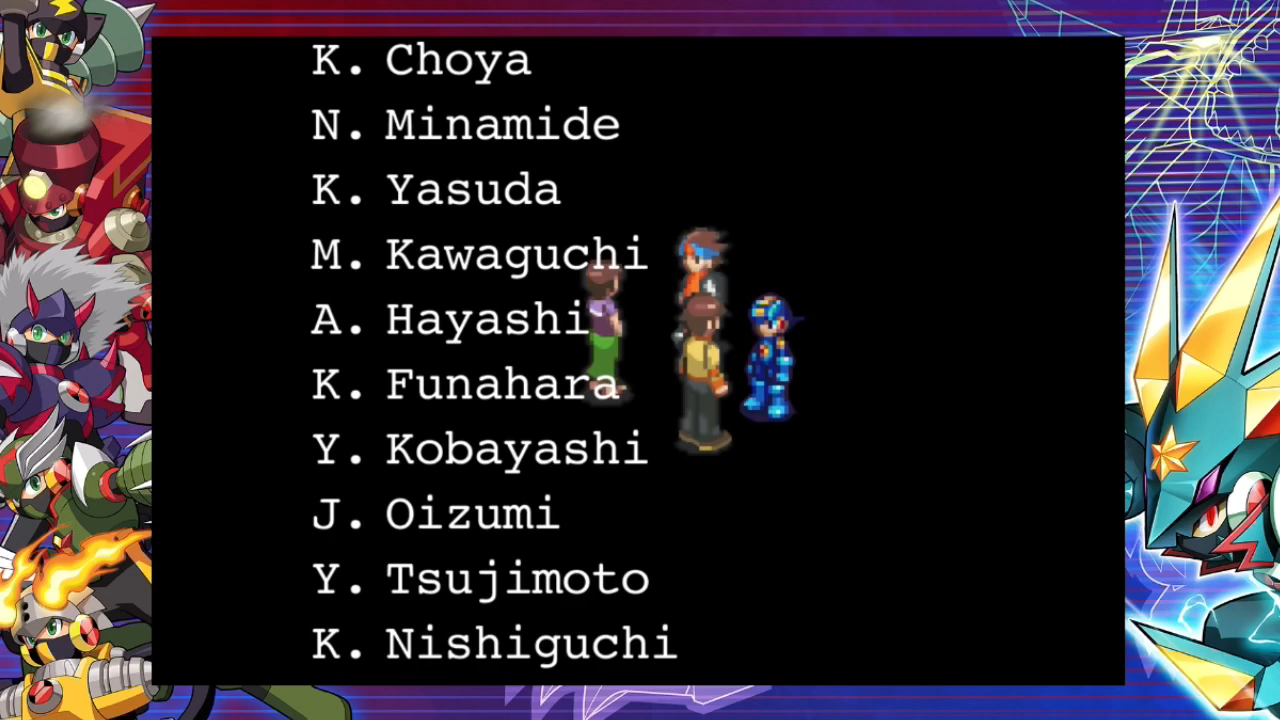 K. Choya
N. Minamide
K. Yasuda
M. Kawaguchi
A. Hayashi
K. Funahara
Y. Kobayashi
J. Oizumi
Y. Tsujimoto
K. Nishiguchi